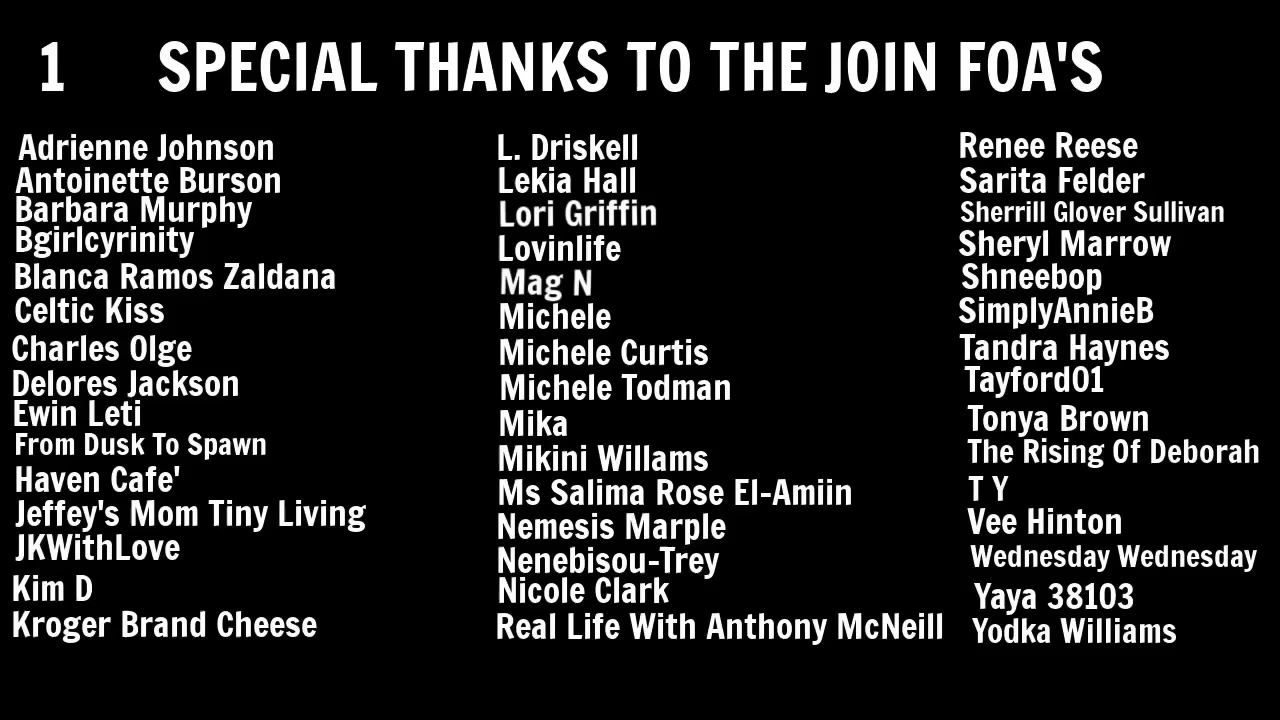 1 SPECIAL THANKS TO THE JOIN FOA'S
Adrienne Johnson
Antoinette Burson
Barbara Murphy
Bgirlcyrinity
Blanca Ramos Zaldana
Celtic Kiss
Charles Olge
Delores Jackson
Ewin Leti
From Dusk To Spawn
Haven Cafe'
Jeffey's Mom Tiny Living
JKWithLove
Kim D
Kroger Brand Cheese
L. Driskell
Lekia Hall
Lori Griffin
Lovinlife
Mag N
Michele
Michele Curtis
Michele Todman
Mika
Mikini Willams
Ms Salima Rose El-Amiin
Nemesis Marple
Nenebisou-Trey
Nicole Clark
Real Life With Anthony McNeill
Renee Reese
Sarita Felder
Sherrill Glover Sullivan
Sheryl Marrow
Shneebop
SimplyAnnieB
Tandra Haynes
Tayford01
Tonya Brown
The Rising Of Deborah
T Y
Vee Hinton
Wednesday Wednesday
Yaya 38103
Yodka Williams